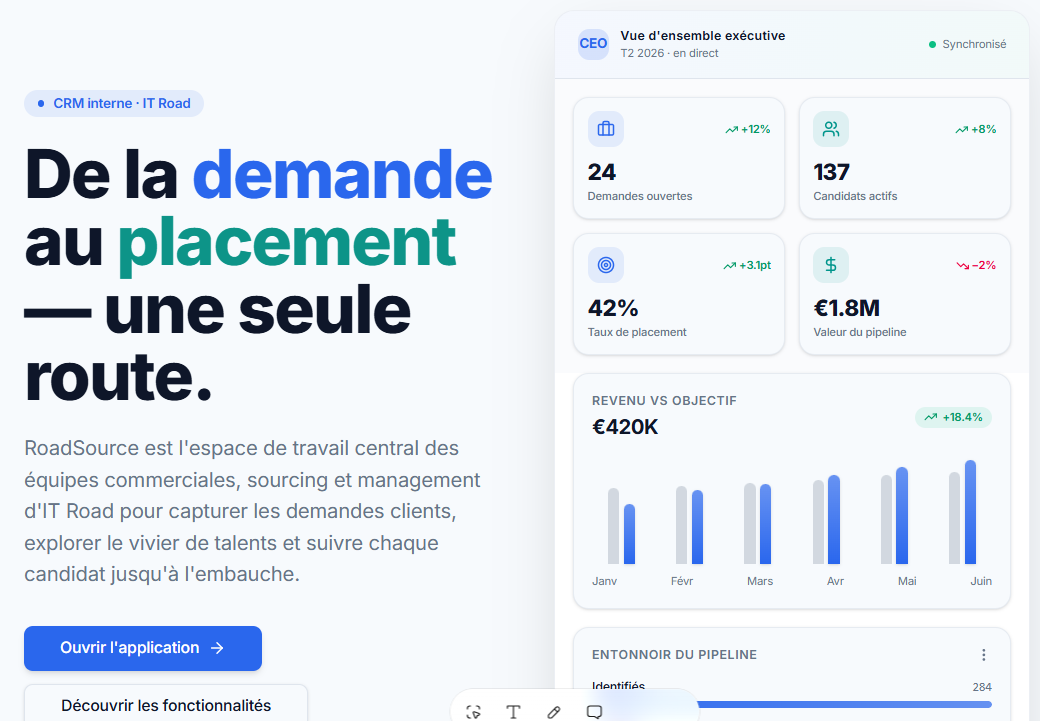 CRM interne · IT Road
De la demande
au placement
— une seule
route.
RoadSource est l'espace de travail central des
équipes commerciales, sourcing et management
d'IT Road pour capturer les demandes clients,
explorer le vivier de talents et suivre chaque
candidat jusqu'à l'embauche.
Ouvrir l'application
Découvrir les fonctionnalités
CEO
Vue d'ensemble exécutive
T2 2026 · en direct
Synchronisé
+12%
24
Demandes ouvertes
+8%
137
Candidats actifs
+3.1pt
42%
Taux de placement
−2%
€1.8M
Valeur du pipeline
REVENU VS OBJECTIF
€420K
+18.4%
Janv Févr Mars Avr Mai Juin
ENTONNOIR DU PIPELINE
Identifiés 284